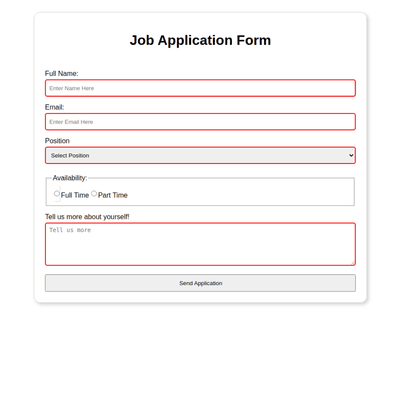 Job Application Form
Full Name:
Enter Name Here
Email:
Enter Email Here
Position
Select Position
Availability:
Full Time Part Time
Tell us more about yourself!
Tell us more
Send Application